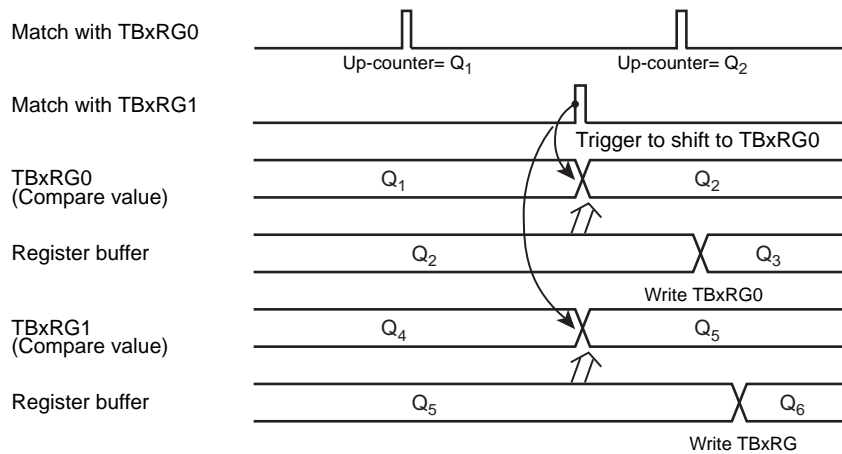 Match with TBxRG0
Up-counter= Q1
Up-counter= Q2
Match with TBxRG1
Trigger to shift to TBxRG0
TBxRG0
(Compare value)
Q1
Q2
Register buffer
Q2
Q3
Write TBxRG0
TBxRG1
(Compare value)
Q4
Q5
Register buffer
Q5
Q6
Write TBxRG